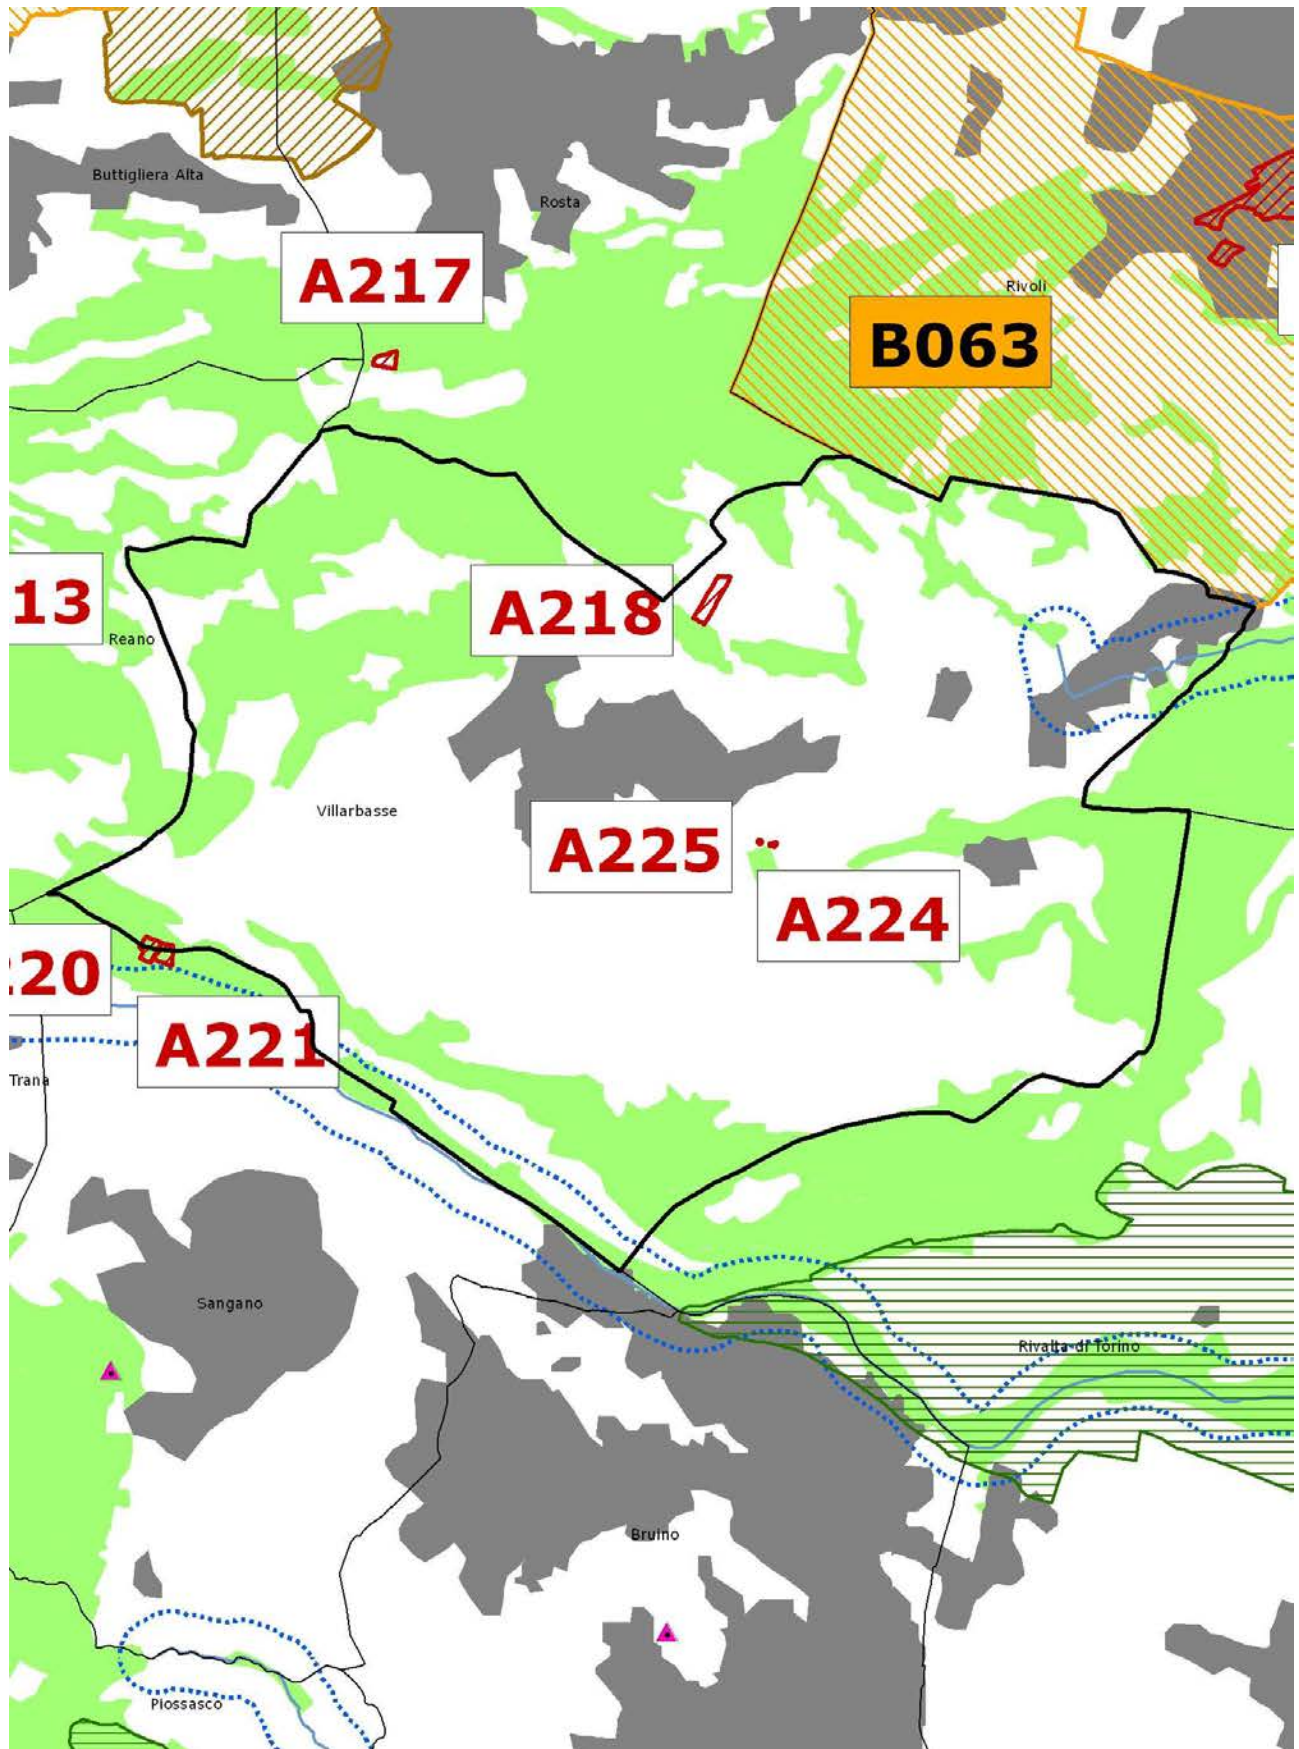 Buttigliera Alta
Rosta
A217
Rivoli
B063
13
A218
Reano
Villarbasse
A225
A224
20
A221
Trana
Sangano
Rivalta di Torino
Bruino
Piossasco